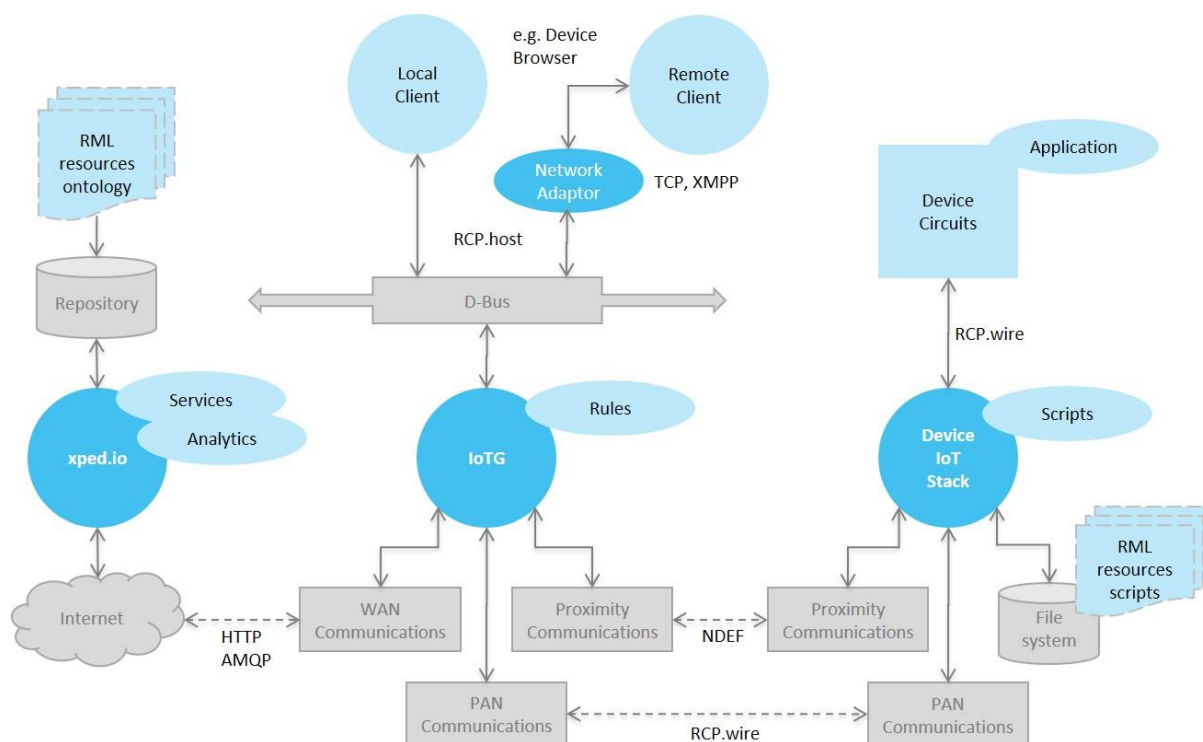 e.g. Device
Browser
Local
Client
Remote
Client
RML
resources
ontology
Application
Network
Adaptor
TCP, XMPP
Device
Circuits
RCP.host
Repository
D-Bus
RCP.wire
Services
Analytics
Rules
Scripts
xped.io
IoTG
Device
IoT
Stack
RML
resources
scripts
Internet
HTTP
AMQP
WAN
Communications
Proximity
Communications
NDEF
Proximity
Communications
File
system
PAN
Communications
RCP.wire
PAN
Communications